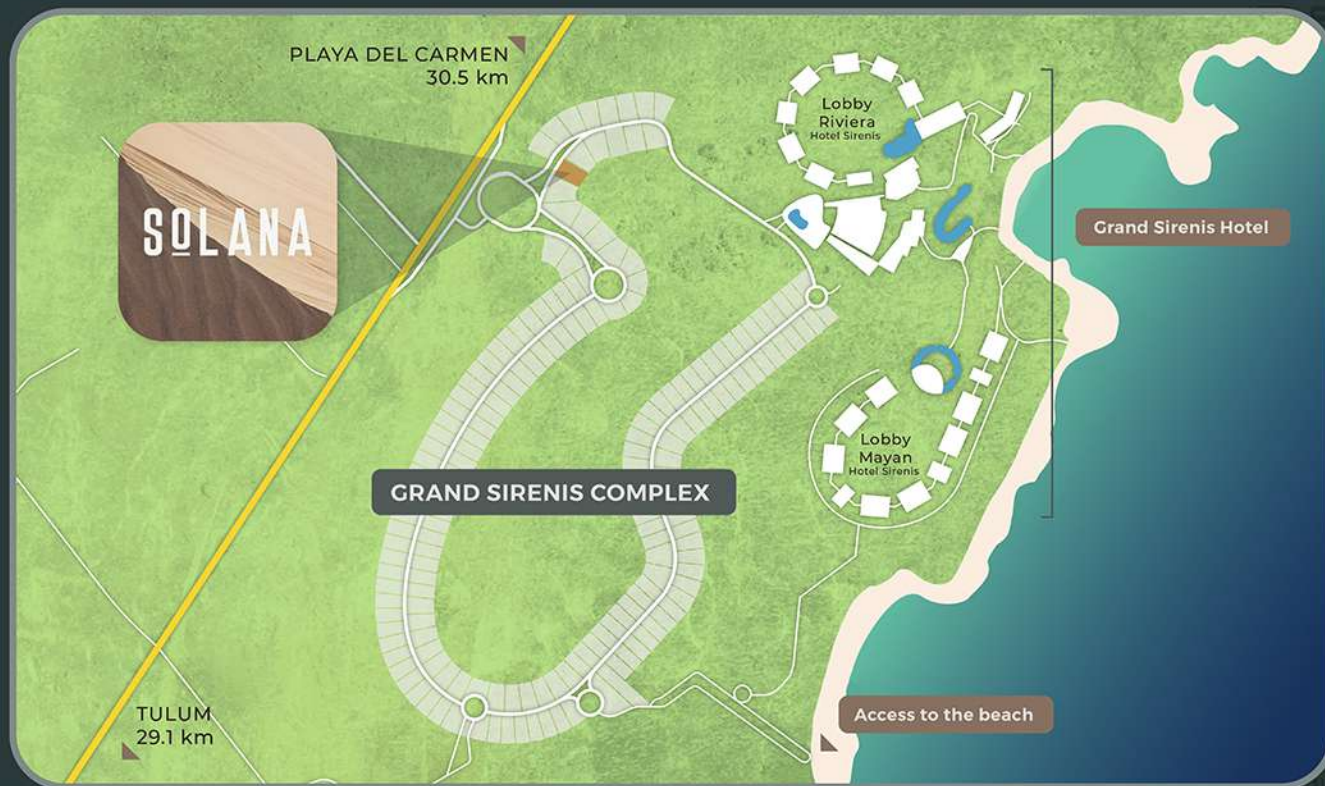 PLAYA DEL CARMEN
30.5 km
SOLANA
Lobby
Riviera
Hotel Sirenis
Grand Sirenis Hotel
Lobby
Mayan
Hotel Sirenis
GRAND SIRENIS COMPLEX
TULUM
29.1 km
Access to the beach